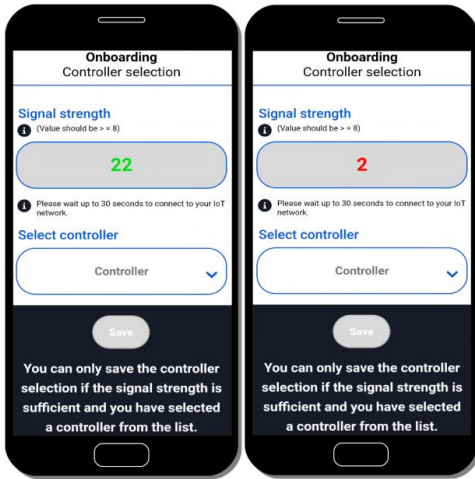 Onboarding
Controller selection
Signal strength
i (Value should be > = 8)
22
i Please wait up to 30 seconds to connect to your IoT
network.
Select controller
Controller
Save
You can only save the controller
selection if the signal strength is
sufficient and you have selected
a controller from the list.
Onboarding
Controller selection
Signal strength
i (Value should be > = 8)
2
i Please wait up to 30 seconds to connect to your IoT
network.
Select controller
Controller
Save
You can only save the controller
selection if the signal strength is
sufficient and you have selected
a controller from the list.